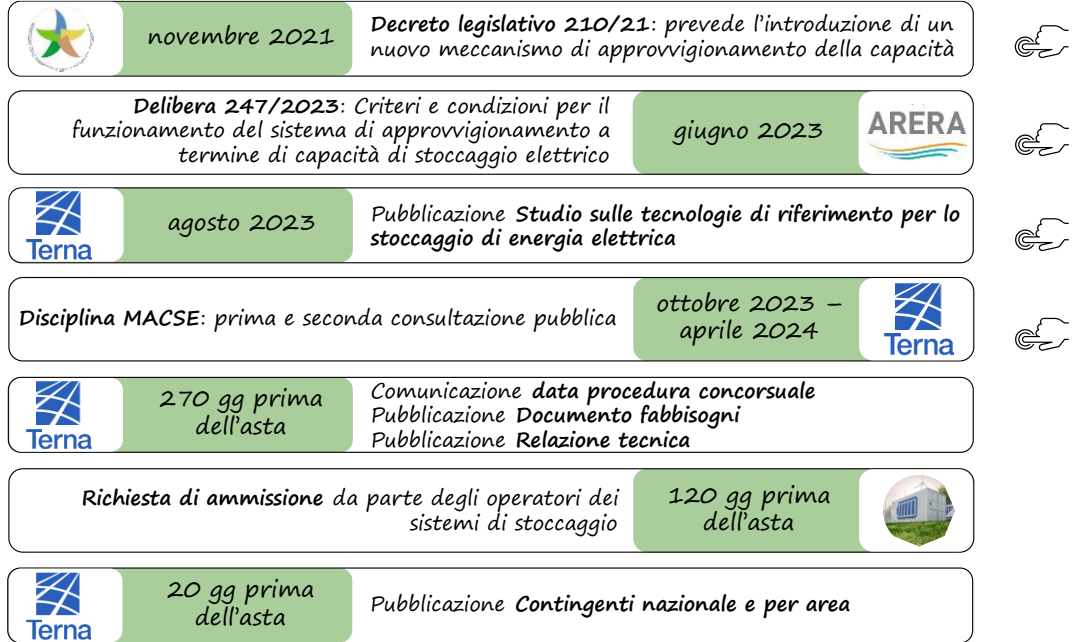 novembre 2021
Decreto legislativo 210/21: prevede l'introduzione di un
nuovo meccanismo di approvvigionamento della capacità
Delibera 247/2023: Criteri e condizioni per il
funzionamento del sistema di approvvigionamento a
termine di capacità di stoccaggio elettrico
giugno 2023
ARERA
Terna
agosto 2023
Pubblicazione Studio sulle tecnologie di riferimento per lo
stoccaggio di energia elettrica
Disciplina MACSE: prima e seconda consultazione pubblica
ottobre 2023 –
aprile 2024
Terna
Terna
270 gg prima
dell'asta
Comunicazione data procedura concorsuale
Pubblicazione Documento fabbisogni
Pubblicazione Relazione tecnica
Richiesta di ammissione da parte degli operatori dei
sistemi di stoccaggio
120 gg prima
dell'asta
Terna
20 gg prima
dell'asta
Pubblicazione Contingenti nazionale e per area